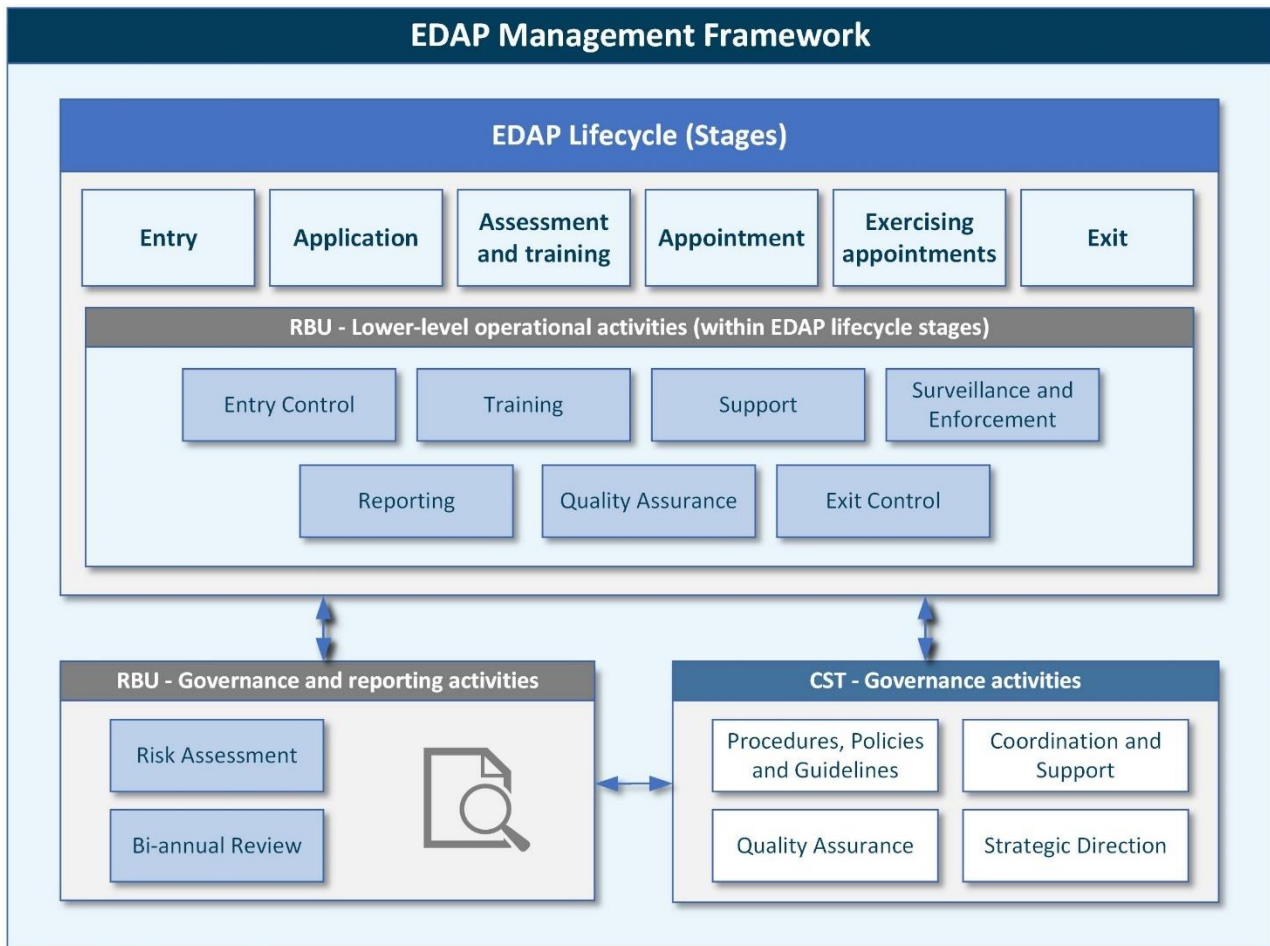 EDAP Management Framework
EDAP Lifecycle (Stages)
Entry
Application
Assessment
and training
Appointment
Exercising
appointments
Exit
RBU - Lower-level operational activities (within EDAP lifecycle stages)
Entry Control
Training
Support
Surveillance and
Enforcement
Reporting
Quality Assurance
Exit Control
RBU - Governance and reporting activities
Risk Assessment
Bi-annual Review
CST - Governance activities
Procedures, Policies
and Guidelines
Coordination and
Support
Quality Assurance
Strategic Direction